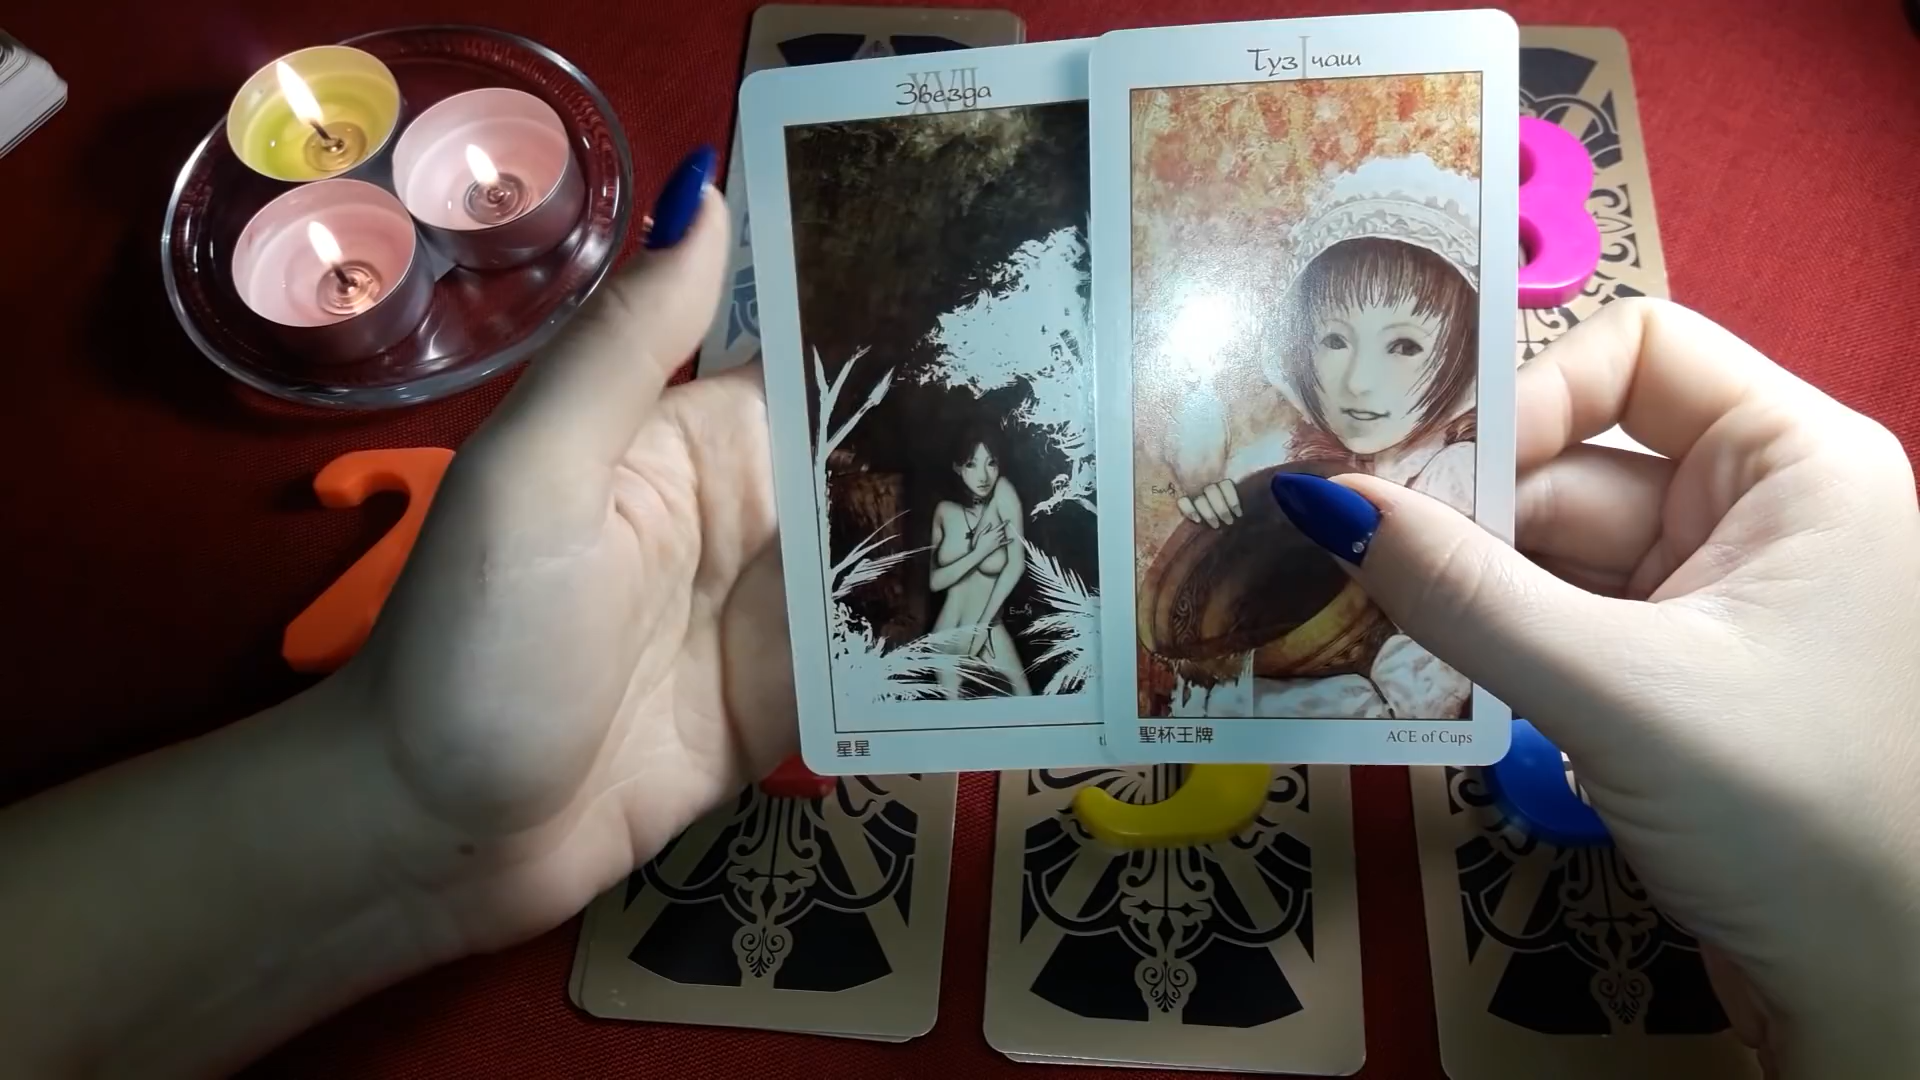 XVII
Звезда
星星
I
Туз чаш
聖杯王牌
ACE of Cups